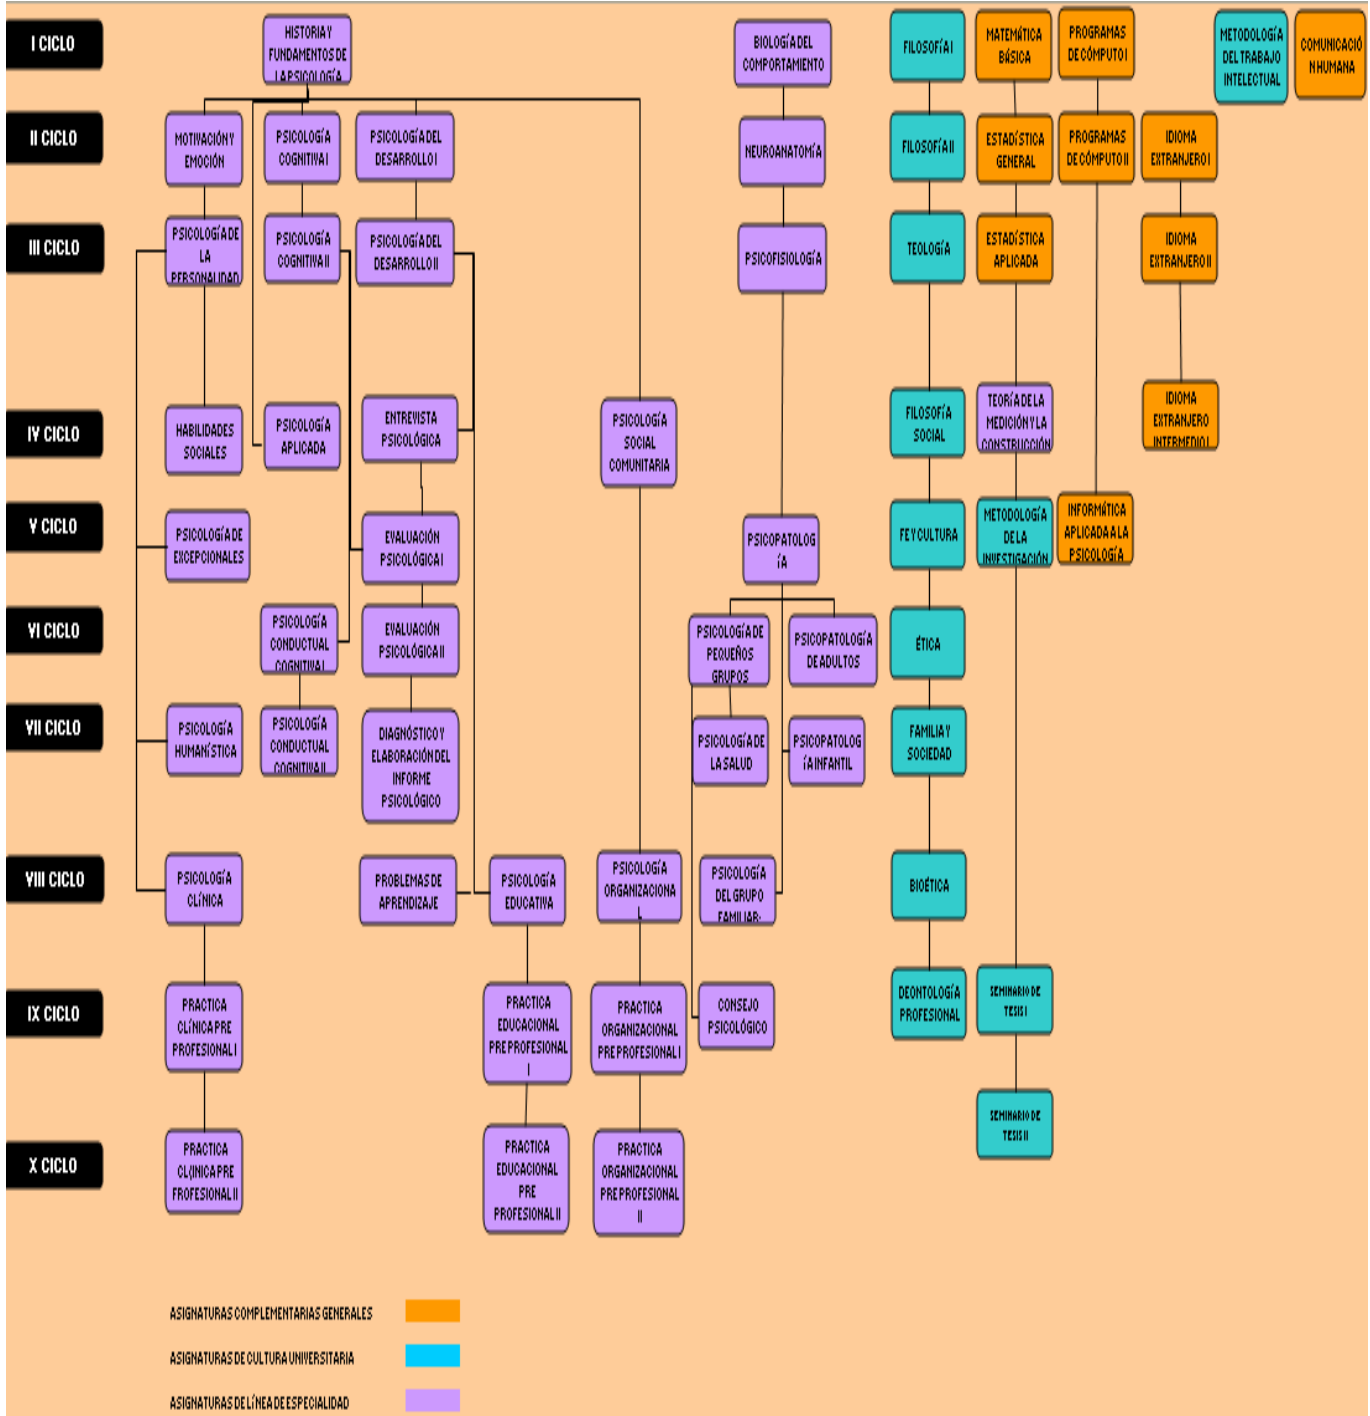 I CICLO
HISTORIA Y
FUNDAMENTOS DE
LA PSICOLOGÍA
BIOLOGÍA DEL
COMPORTAMIENTO
FILOSOFÍA I
MATEMÁTICA
BÁSICA
PROGRAMAS
DE CÓMPUTO I
METODOLOGÍA
DEL TRABAJO
INTELECTUAL
COMUNICACIÓ
N HUMANA
II CICLO
MOTIVACIÓN Y
EMOCIÓN
PSICOLOGÍA
COGNITIVA I
PSICOLOGÍA DEL
DESARROLLO I
NEUROANATOMÍA
FILOSOFÍA II
ESTADÍSTICA
GENERAL
PROGRAMAS
DE CÓMPUTO II
IDIOMA
EXTRANJERO I
III CICLO
PSICOLOGÍA DE
LA
PERSONALIDAD
PSICOLOGÍA
COGNITIVA II
PSICOLOGÍA DEL
DESARROLLO II
PSICOFISIOLOGÍA
TEOLOGÍA
ESTADÍSTICA
APLICADA
IDIOMA
EXTRANJERO II
IV CICLO
HABILIDADES
SOCIALES
PSICOLOGÍA
APLICADA
ENTREVISTA
PSICOLÓGICA
PSICOLOGÍA
SOCIAL
COMUNITARIA
FILOSOFÍA
SOCIAL
TEORÍA DE LA
MEDICIÓN Y LA
CONSTRUCCIÓN
IDIOMA
EXTRANJERO
INTERMEDIO I
V CICLO
PSICOLOGÍA DE
EXCEPCIONALES
EVALUACIÓN
PSICOLÓGICA I
PSICOPATOLOG
ÍA
FE Y CULTURA
METODOLOGÍA
DE LA
INVESTIGACIÓN
INFORMÁTICA
APLICADA A LA
PSICOLOGÍA
VI CICLO
PSICOLOGÍA
CONDUCTUAL
COGNITIVA I
EVALUACIÓN
PSICOLÓGICA II
PSICOLOGÍA DE
PEQUEÑOS
GRUPOS
PSICOPATOLOGÍA
DE ADULTOS
ÉTICA
VII CICLO
PSICOLOGÍA
HUMANÍSTICA
PSICOLOGÍA
CONDUCTUAL
COGNITIVA II
DIAGNÓSTICO Y
ELABORACIÓN DEL
INFORME
PSICOLÓGICO
PSICOLOGÍA DE
LA SALUD
PSICOPATOLOG
ÍA INFANTIL
FAMILIA Y
SOCIEDAD
VIII CICLO
PSICOLOGÍA
CLÍNICA
PROBLEMAS DE
APRENDIZAJE
PSICOLOGÍA
EDUCATIVA
PSICOLOGÍA
ORGANIZACIONA
L
PSICOLOGÍA
DEL GRUPO
FAMILIAR:
BIOÉTICA
IX CICLO
PRACTICA
CLÍNICA PRE
PROFESIONAL I
PRACTICA
EDUCACIONAL
PRE PROFESIONAL
I
PRACTICA
ORGANIZACIONAL
PRE PROFESIONAL I
CONSEJO
PSICOLÓGICO
DEONTOLOGÍA
PROFESIONAL
SEMINARIO DE
TESIS I
SEMINARIO DE
TESIS II
X CICLO
PRACTICA
CL{INICA PRE
FROFESIONAL II
PRACTICA
EDUCACIONAL
PRE
PROFESIONAL II
PRACTICA
ORGANIZACIONAL
PRE PROFESIONAL
II
ASIGNATURAS COMPLEMENTARIAS GENERALES
ASIGNATURAS DE CULTURA UNIVERSITARIA
ASIGNATURAS DE LÍNEA DE ESPECIALIDAD